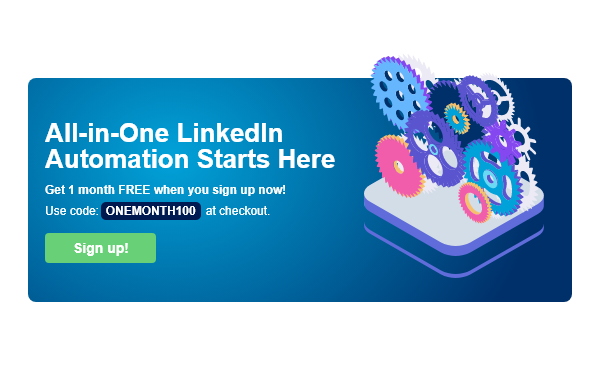 All-in-One LinkedIn
Automation Starts Here
Get 1 month FREE when you sign up now!
Use code: ONEMONTH100 at checkout.
Sign up!